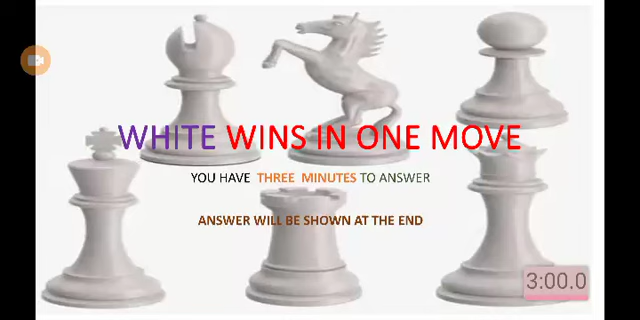 WHITE WINS IN ONE MOVE
YOU HAVE THREE MINUTES TO ANSWER
ANSWER WILL BE SHOWN AT THE END
3:00.0